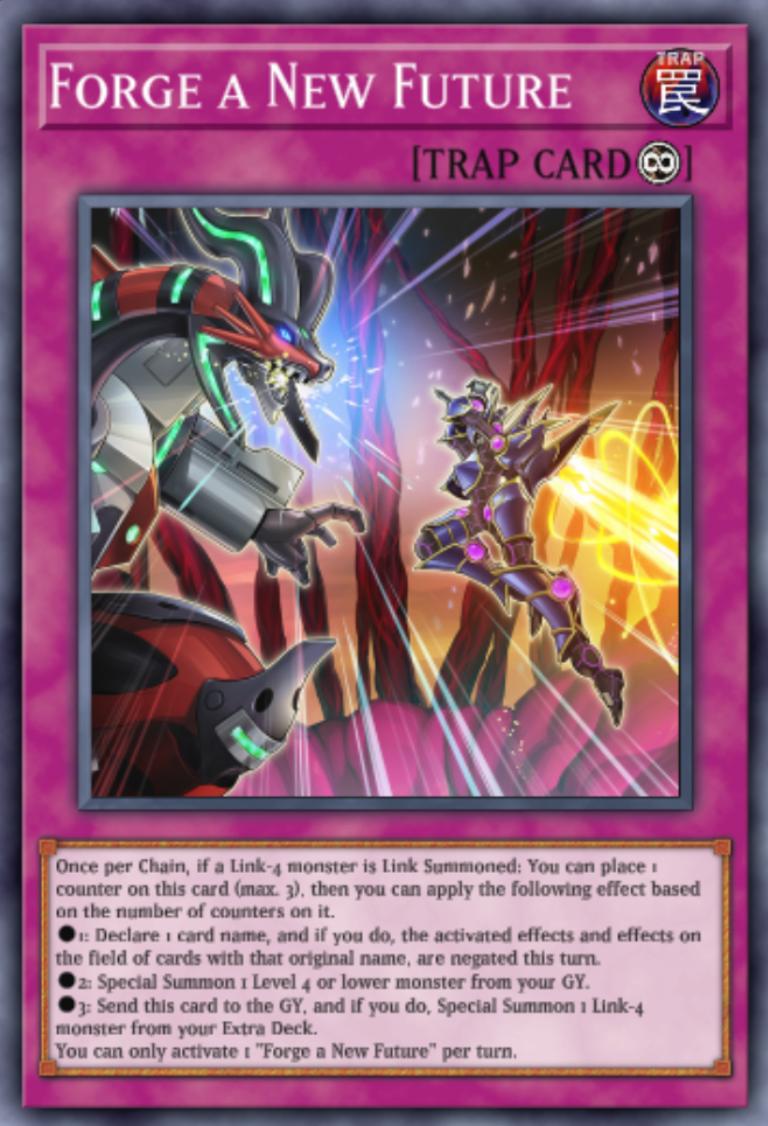 FORGE A NEW FUTURE
TRAP
罠
[TRAP CARD∞]
Once per Chain, if a Link-4 monster is Link Summoned: You can place 1
counter on this card (max. 3), then you can apply the following effect based
on the number of counters on it.
●1: Declare 1 card name, and if you do, the activated effects and effects on
the field of cards with that original name, are negated this turn.
●2: Special Summon 1 Level 4 or lower monster from your GY.
●3: Send this card to the GY, and if you do, Special Summon 1 Link-4
monster from your Extra Deck.
You can only activate 1 "Forge a New Future" per turn.